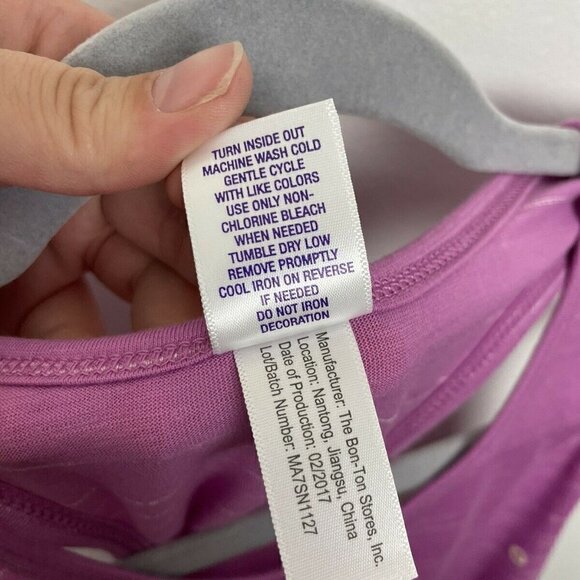 TURN INSIDE OUT
MACHINE WASH COLD
GENTLE CYCLE
WITH LIKE COLORS
USE ONLY NON-
CHLORINE BLEACH
WHEN NEEDED
TUMBLE DRY LOW
REMOVE PROMPTLY
COOL IRON ON REVERSE
IF NEEDED
DO NOT IRON
DECORATION
Manufacturer: The Bon-Ton Stores, Inc.
Location: Nantong, Jiangsu, China
Date of Production: 02/2017
Lot/Batch Number: MA7SN1127